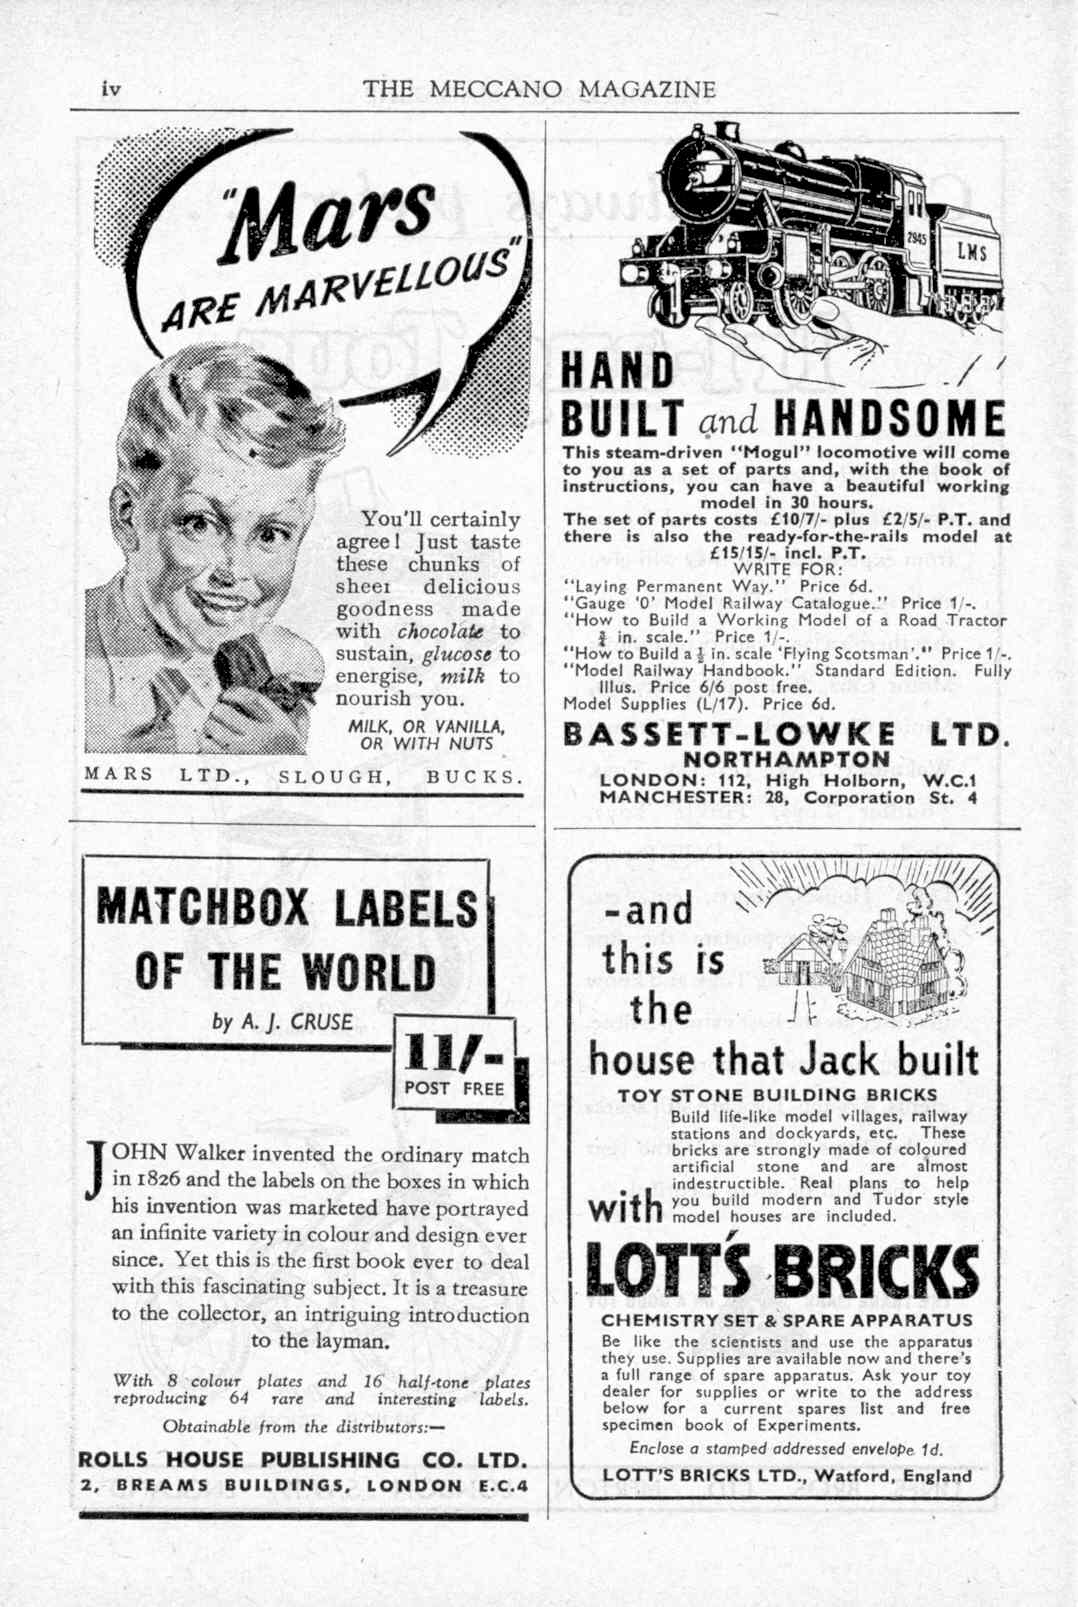 iv
THE MECCANO MAGAZINE
"Mars
ARE MARVELLOUS"
You'll certainly
agree! Just taste
these chunks of
sheer delicious
goodness made
with chocolate to
sustain, glucose to
energise, milk to
nourish you.
MILK, OR VANILLA,
OR WITH NUTS
MARS LTD., SLOUGH, BUCKS.
2945
LMS
HAND
BUILT and HANDSOME
This steam-driven "Mogul" locomotive will come
to you as a set of parts and, with the book of
instructions, you can have a beautiful working
model in 30 hours.
The set of parts costs £10/7/- plus £2/5/- P.T. and
there is also the ready-for-the-rails model at
£15/15/- incl. P.T.
WRITE FOR:
"Laying Permanent Way." Price 6d.
"Gauge 'O' Model Railway Catalogue." Price 1/-.
"How to Build a Working Model of a Road Tractor
¾ in. scale." Price 1/-.
"How to Build a ½ in. scale 'Flying Scotsman'." Price 1/-.
"Model Railway Handbook." Standard Edition. Fully
Illus. Price 6/6 post free.
Model Supplies (L/17). Price 6d.
BASSETT-LOWKE LTD.
NORTHAMPTON
LONDON: 112, High Holborn, W.C.1
MANCHESTER: 28, Corporation St. 4
MATCHBOX LABELS
OF THE WORLD
by A. J. CRUSE
11/-
POST FREE
JOHN Walker invented the ordinary match
in 1826 and the labels on the boxes in which
his invention was marketed have portrayed
an infinite variety in colour and design ever
since. Yet this is the first book ever to deal
with this fascinating subject. It is a treasure
to the collector, an intriguing introduction
to the layman.
With 8 colour plates and 16 half-tone plates
reproducing 64 rare and interesting labels.
Obtainable from the distributors:—
ROLLS HOUSE PUBLISHING CO. LTD.
2, BREAMS BUILDINGS, LONDON E.C.4
-and
this is
the
house that Jack built
TOY STONE BUILDING BRICKS
Build life-like model villages, railway
stations and dockyards, etc. These
bricks are strongly made of coloured
artificial stone and are almost
indestructible. Real plans to help
you build modern and Tudor style
model houses are included.
with
LOTT'S BRICKS
CHEMISTRY SET & SPARE APPARATUS
Be like the scientists and use the apparatus
they use. Supplies are available now and there's
a full range of spare apparatus. Ask your toy
dealer for supplies or write to the address
below for a current spares list and free
specimen book of Experiments.
Enclose a stamped addressed envelope 1d.
LOTT'S BRICKS LTD., Watford, England